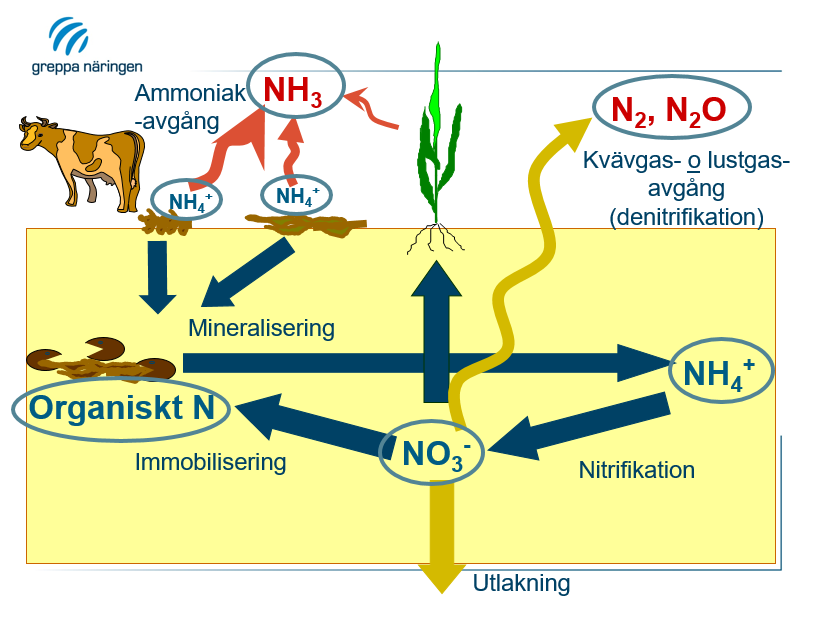 greppa näringen
Ammoniak
-avgång
NH3
N2, N2O
Kvävgas- o lustgas-
avgång
(denitrifikation)
NH4+
NH4+
Mineralisering
NH4+
Organiskt N
NO3-
Immobilisering
Nitrifikation
Utlakning